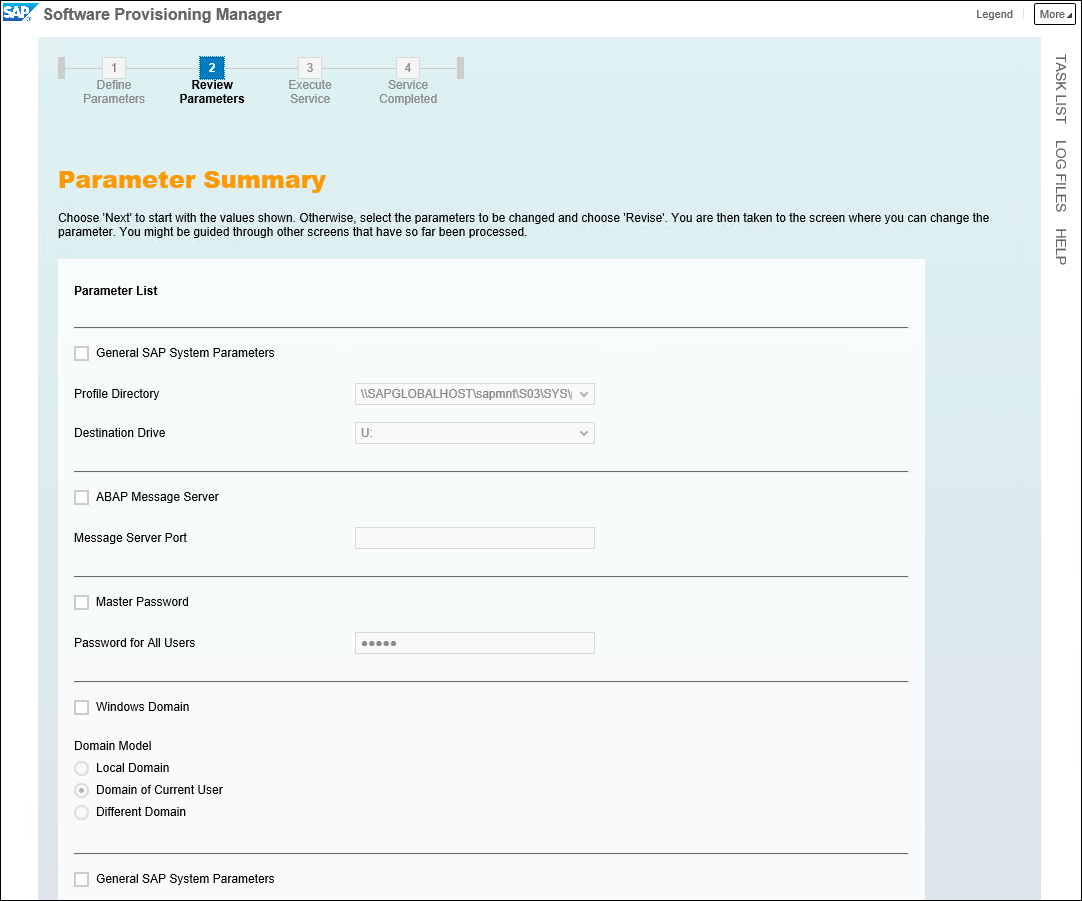 SAP Software Provisioning Manager
Legend
More
1
2
3
4
Define
Parameters
Review
Parameters
Execute
Service
Service
Completed
TASK LIST
LOG FILES
HELP
Parameter Summary
Choose 'Next' to start with the values shown. Otherwise, select the parameters to be changed and choose 'Revise'. You are then taken to the screen where you can change the
parameter. You might be guided through other screens that have so far been processed.
Parameter List
General SAP System Parameters
Profile Directory
\\SAPGLOBALHOST\sapmnt\S03\SYS\
Destination Drive
U:
ABAP Message Server
Message Server Port
Master Password
Password for All Users
●●●●●
Windows Domain
Domain Model
Local Domain
Domain of Current User
Different Domain
General SAP System Parameters